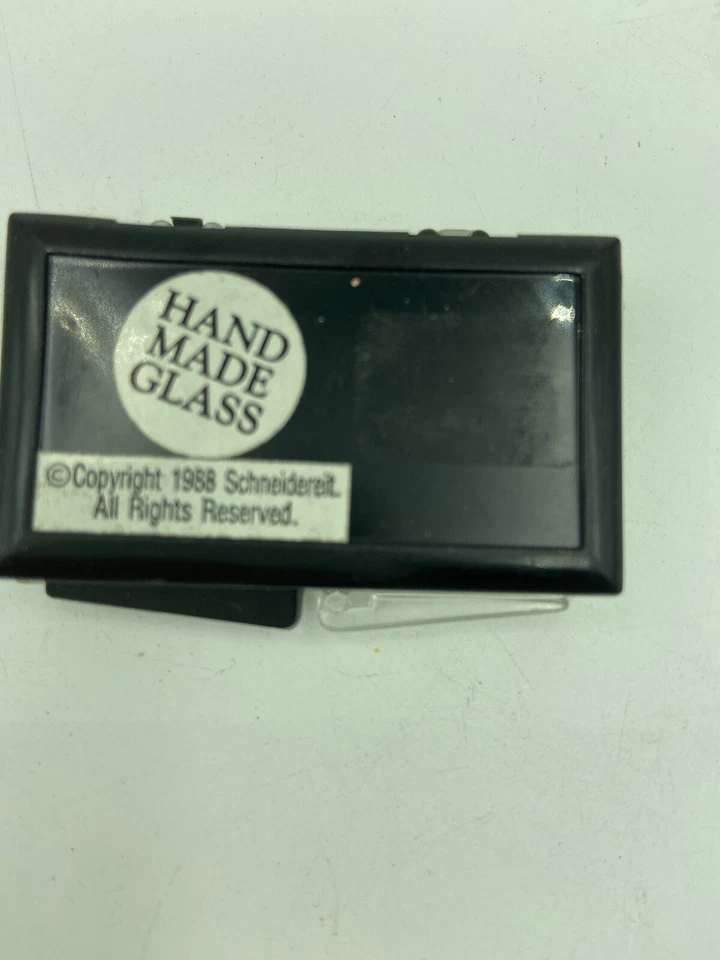 HAND
MADE
GLASS
©Copyright 1988 Schneidereit.
All Rights Reserved.